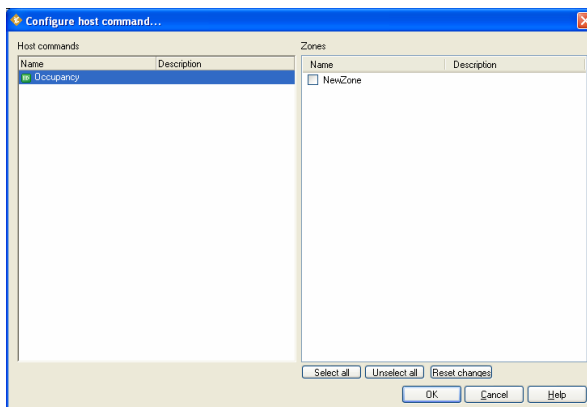 Configure host command...
Host commands
Zones
Name Description
Name Description
Occupancy
NewZone
Select all Unselect all Reset changes
OK Cancel Help